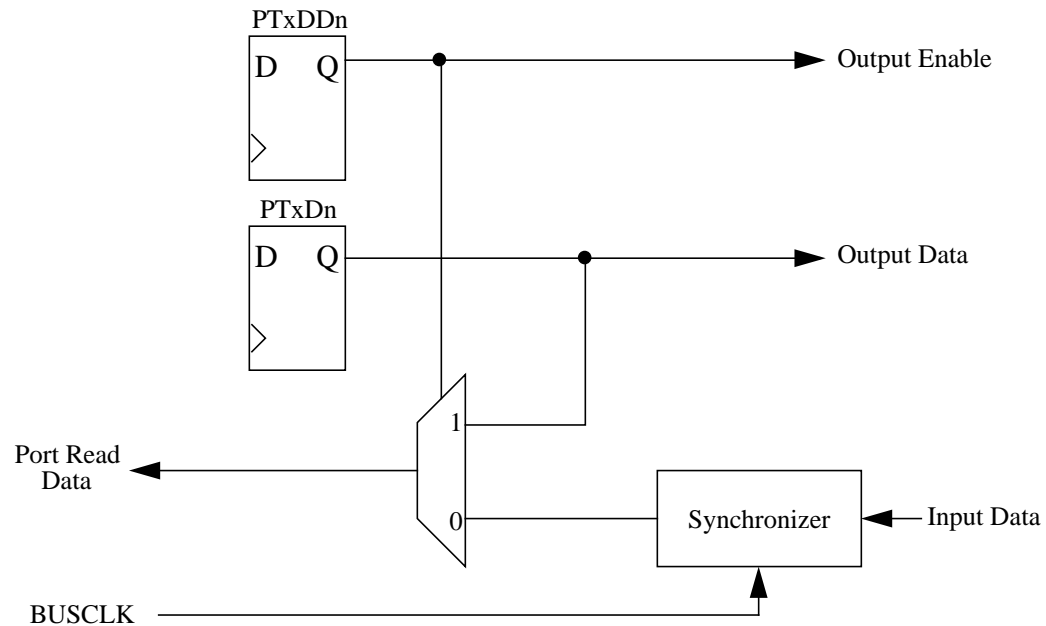 PTxDDn
D Q
Output Enable
PTxDn
D Q
Output Data
1
Port Read
Data
0
Synchronizer
Input Data
BUSCLK